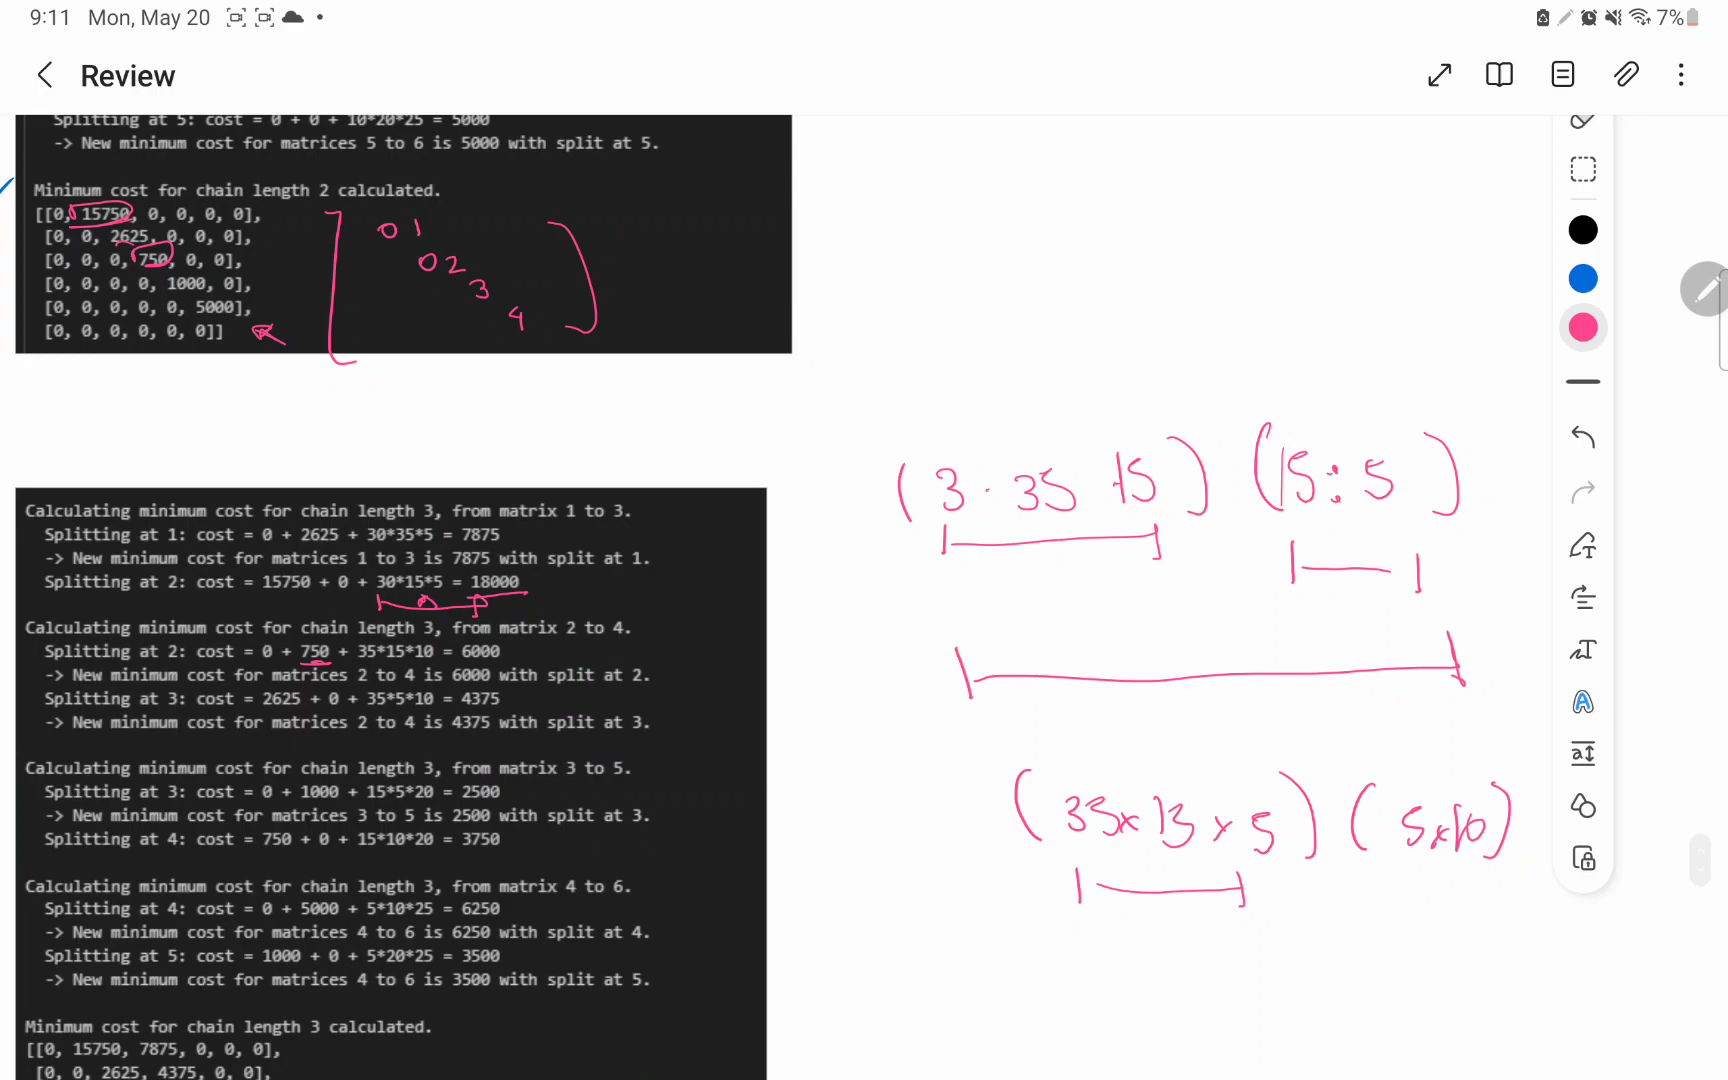 9:11 Mon, May 20
7%
Review
Splitting at 5: cost = 0 + 0 + 10*20*25 = 5000
-> New minimum cost for matrices 5 to 6 is 5000 with split at 5.
Minimum cost for chain length 2 calculated.
[[0, 15750, 0, 0, 0, 0],
[0, 0, 2625, 0, 0, 0],
[0, 0, 0, 750, 0, 0],
[0, 0, 0, 0, 1000, 0],
[0, 0, 0, 0, 0, 5000],
[0, 0, 0, 0, 0, 0]]
0 1
0 2
3
4
(3 · 35 · 15) (15 : 5)
Calculating minimum cost for chain length 3, from matrix 1 to 3.
Splitting at 1: cost = 0 + 2625 + 30*35*5 = 7875
-> New minimum cost for matrices 1 to 3 is 7875 with split at 1.
Splitting at 2: cost = 15750 + 0 + 30*15*5 = 18000
Calculating minimum cost for chain length 3, from matrix 2 to 4.
Splitting at 2: cost = 0 + 750 + 35*15*10 = 6000
-> New minimum cost for matrices 2 to 4 is 6000 with split at 2.
Splitting at 3: cost = 2625 + 0 + 35*5*10 = 4375
-> New minimum cost for matrices 2 to 4 is 4375 with split at 3.
Calculating minimum cost for chain length 3, from matrix 3 to 5.
Splitting at 3: cost = 0 + 1000 + 15*5*20 = 2500
-> New minimum cost for matrices 3 to 5 is 2500 with split at 3.
Splitting at 4: cost = 750 + 0 + 15*10*20 = 3750
(35x13x5) (5x10)
Calculating minimum cost for chain length 3, from matrix 4 to 6.
Splitting at 4: cost = 0 + 5000 + 5*10*25 = 6250
-> New minimum cost for matrices 4 to 6 is 6250 with split at 4.
Splitting at 5: cost = 1000 + 0 + 5*20*25 = 3500
-> New minimum cost for matrices 4 to 6 is 3500 with split at 5.
Minimum cost for chain length 3 calculated.
[[0, 15750, 7875, 0, 0, 0],
[0, 0, 2625, 4375, 0, 0],